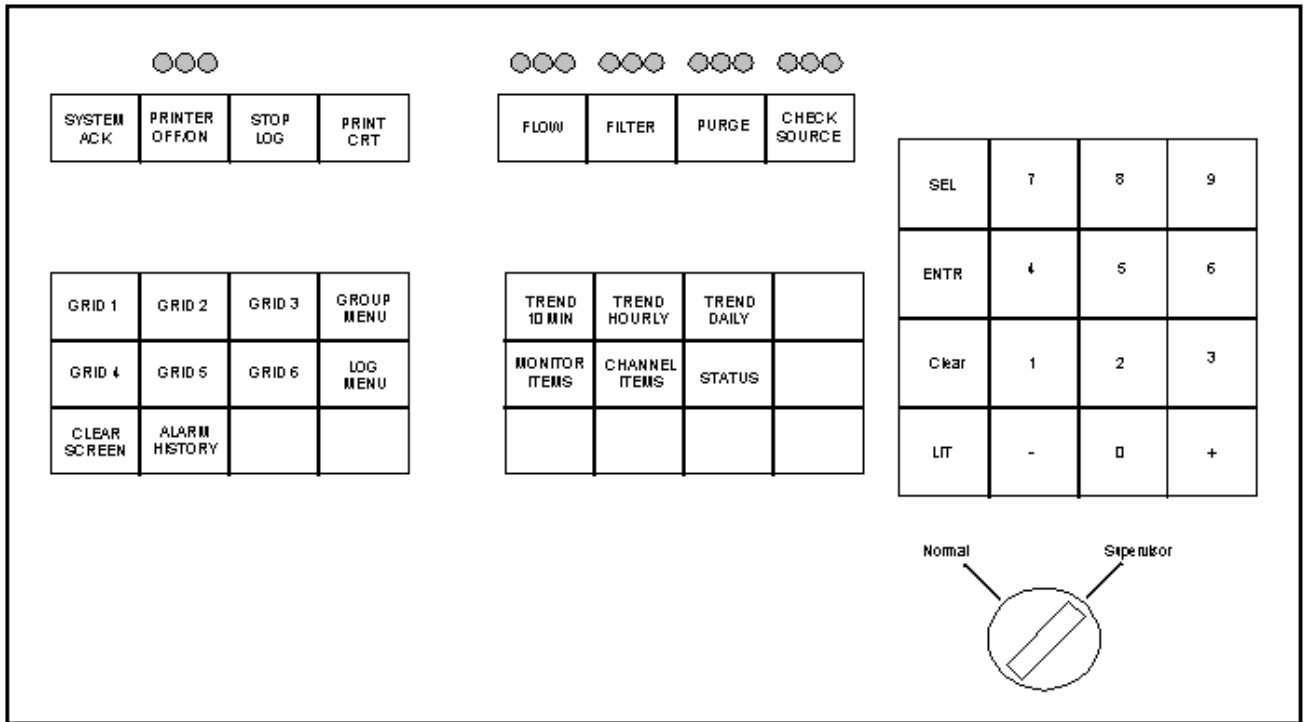 SYSTEM ACK
PRINTER OFF/ON
STOP LOG
PRINT CRT
FLOW
FILTER
PURGE
CHECK SOURCE
GRID 1
GRID 2
GRID 3
GROUP MENU
GRID 4
GRID 5
GRID 6
LOG MENU
CLEAR SCREEN
ALARM HISTORY
TREND 10 MIN
TREND HOURLY
TREND DAILY
MONITOR ITEMS
CHANNEL ITEMS
STATUS
SEL
7
8
9
ENTR
4
5
6
Clear
1
2
3
LIT
-
0
+
Normal
Supervisor